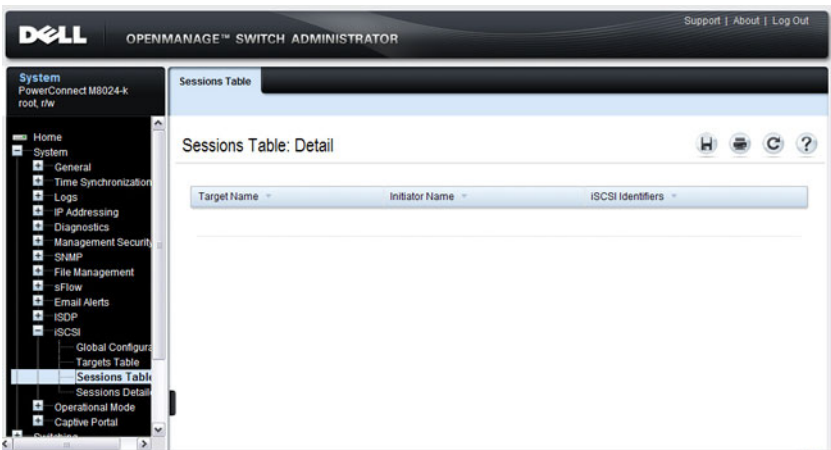 Support | About | Log Out
DELL
OPENMANAGE™ SWITCH ADMINISTRATOR
System
PowerConnect M8024-k
root, r/w
Home
System
General
Time Synchronization
Logs
IP Addressing
Diagnostics
Management Security
SNMP
File Management
sFlow
Email Alerts
ISDP
iSCSI
Global Configura
Targets Table
Sessions Table
Sessions Detail
Operational Mode
Captive Portal
Switching
Sessions Table
Sessions Table: Detail
?
Target Name
Initiator Name
iSCSI Identifiers